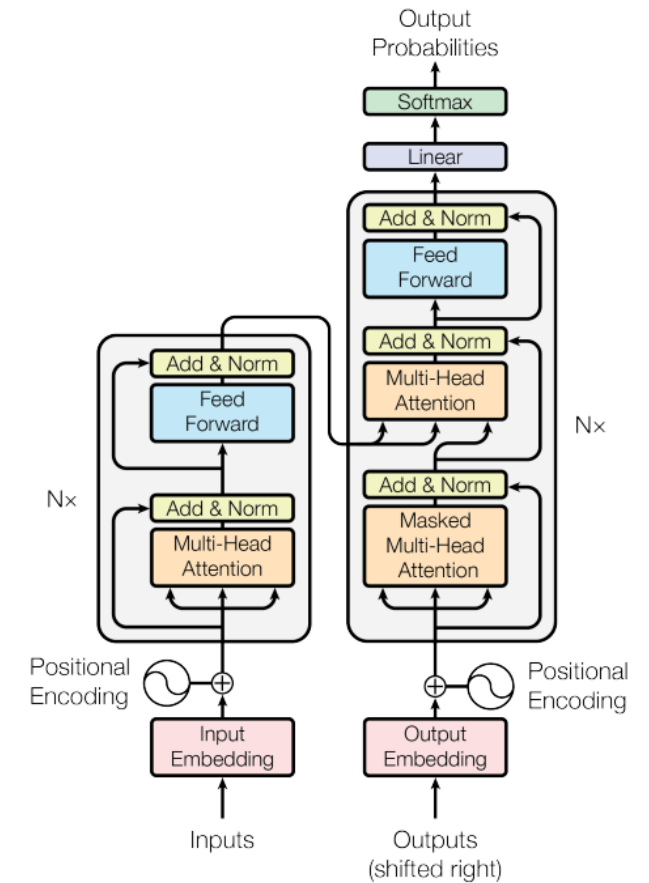 Output
Probabilities
Softmax
Linear
Add & Norm
Feed
Forward
Add & Norm
Multi-Head
Attention
Add & Norm
Masked
Multi-Head
Attention
Nx
Add & Norm
Feed
Forward
Add & Norm
Multi-Head
Attention
Nx
Positional
Encoding
Positional
Encoding
Input
Embedding
Output
Embedding
Inputs
Outputs
(shifted right)